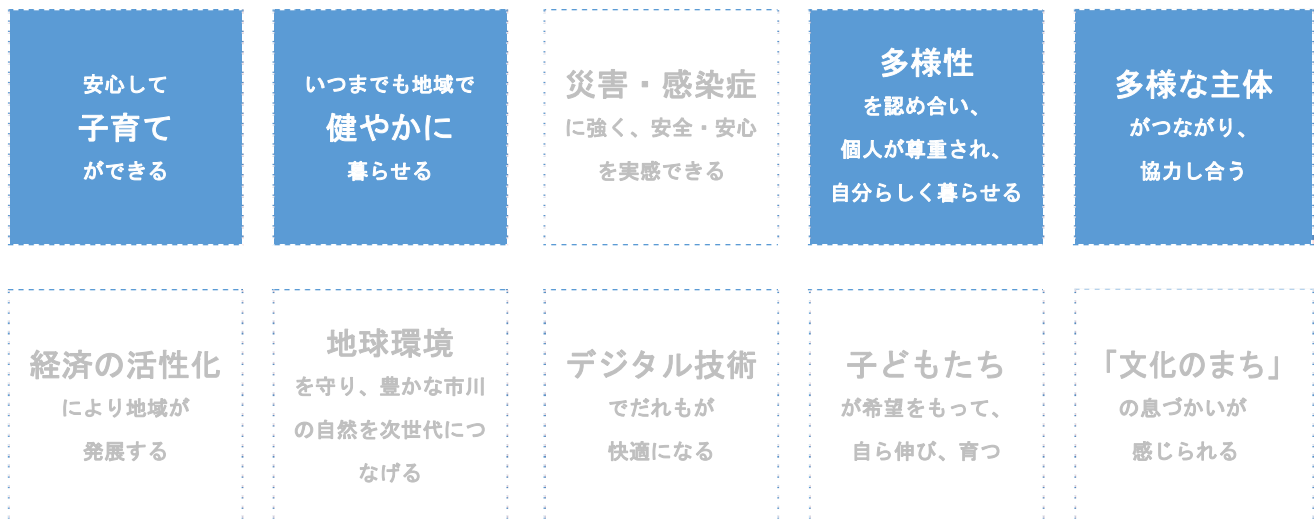 安心して
子育て
ができる
いつまでも地域で
健やかに
暮らせる
災害・感染症
に強く、安全・安心
を実感できる
多様性
を認め合い、
個人が尊重され、
自分らしく暮らせる
多様な主体
がつながり、
協力し合う
経済の活性化
により地域が
発展する
地球環境
を守り、豊かな市川
の自然を次世代につ
なげる
デジタル技術
でだれもが
快適になる
子どもたち
が希望をもって、
自ら伸び、育つ
「文化のまち」
の息づかいが
感じられる